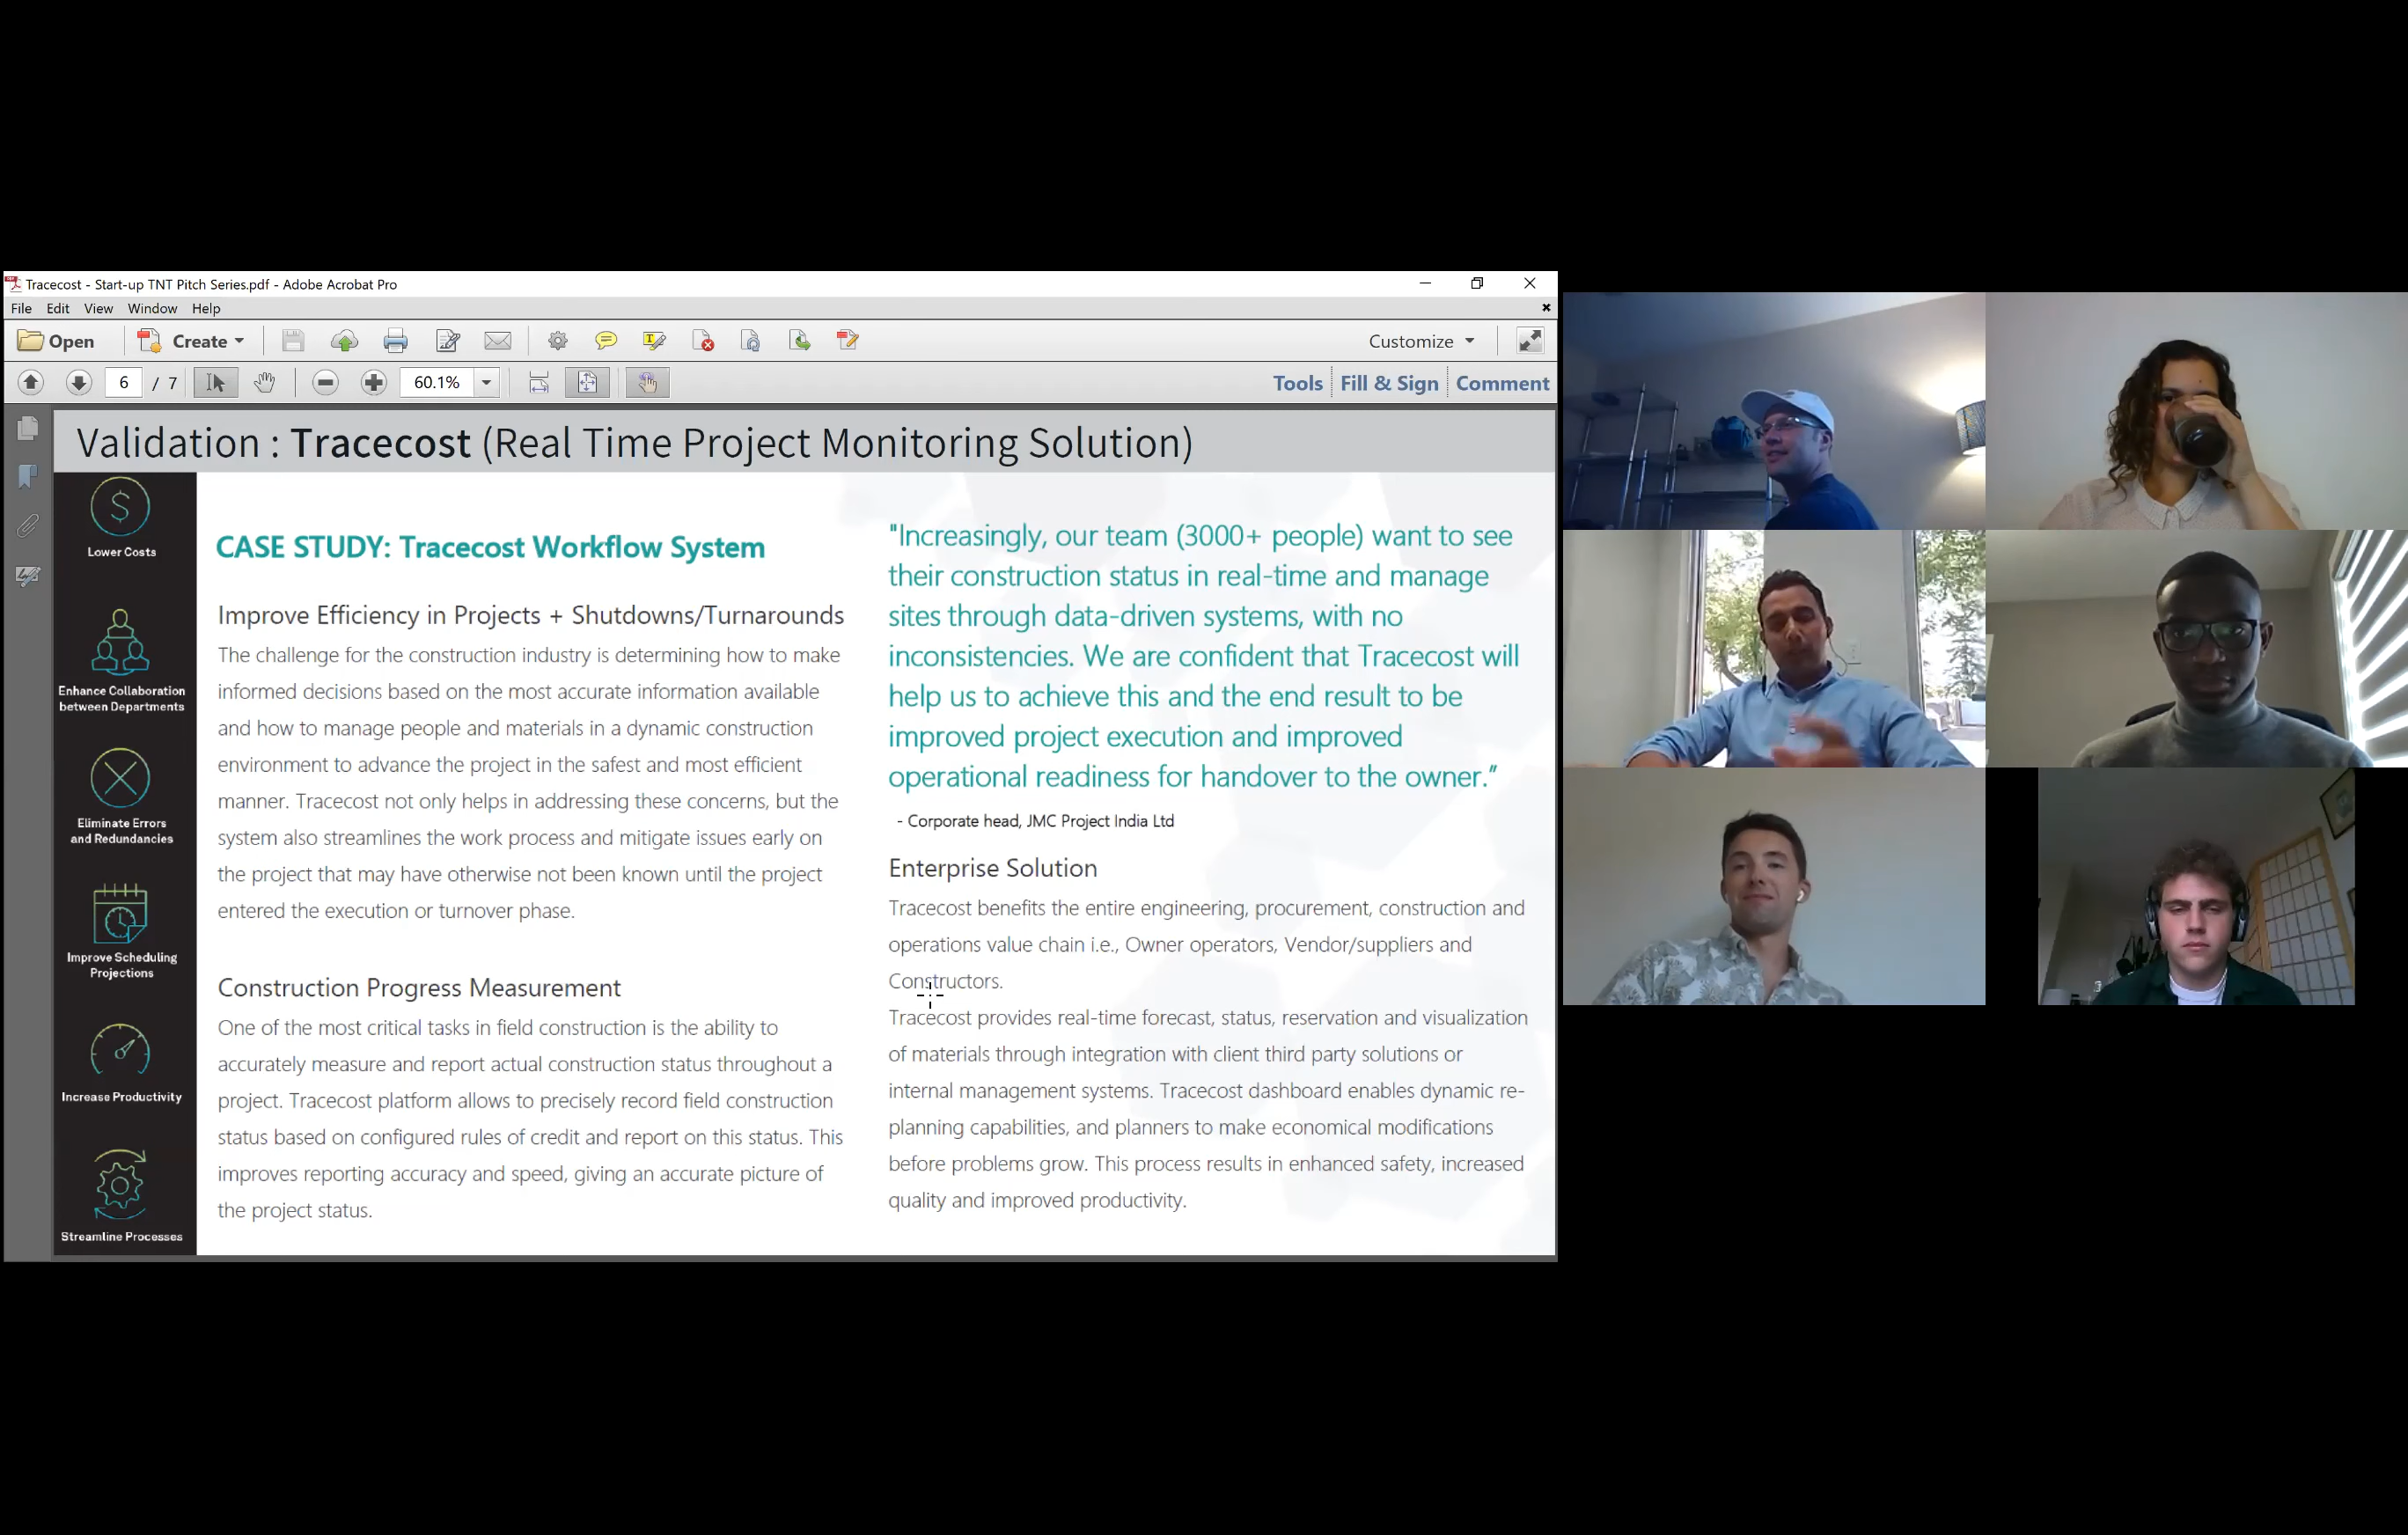 Tracecost - Start-up TNT Pitch Series.pdf - Adobe Acrobat Pro
File Edit View Window Help
Open Create Customize
6 / 7 60.1% Tools Fill & Sign Comment
Validation : Tracecost (Real Time Project Monitoring Solution)
Lower Costs
Enhance Collaboration
between Departments
Eliminate Errors
and Redundancies
Improve Scheduling
Projections
Increase Productivity
Streamline Processes
CASE STUDY: Tracecost Workflow System
Improve Efficiency in Projects + Shutdowns/Turnarounds
The challenge for the construction industry is determining how to make
informed decisions based on the most accurate information available
and how to manage people and materials in a dynamic construction
environment to advance the project in the safest and most efficient
manner. Tracecost not only helps in addressing these concerns, but the
system also streamlines the work process and mitigate issues early on
the project that may have otherwise not been known until the project
entered the execution or turnover phase.
Construction Progress Measurement
One of the most critical tasks in field construction is the ability to
accurately measure and report actual construction status throughout a
project. Tracecost platform allows to precisely record field construction
status based on configured rules of credit and report on this status. This
improves reporting accuracy and speed, giving an accurate picture of
the project status.
"Increasingly, our team (3000+ people) want to see
their construction status in real-time and manage
sites through data-driven systems, with no
inconsistencies. We are confident that Tracecost will
help us to achieve this and the end result to be
improved project execution and improved
operational readiness for handover to the owner.”
- Corporate head, JMC Project India Ltd
Enterprise Solution
Tracecost benefits the entire engineering, procurement, construction and
operations value chain i.e., Owner operators, Vendor/suppliers and
Constructors.
Tracecost provides real-time forecast, status, reservation and visualization
of materials through integration with client third party solutions or
internal management systems. Tracecost dashboard enables dynamic re-
planning capabilities, and planners to make economical modifications
before problems grow. This process results in enhanced safety, increased
quality and improved productivity.